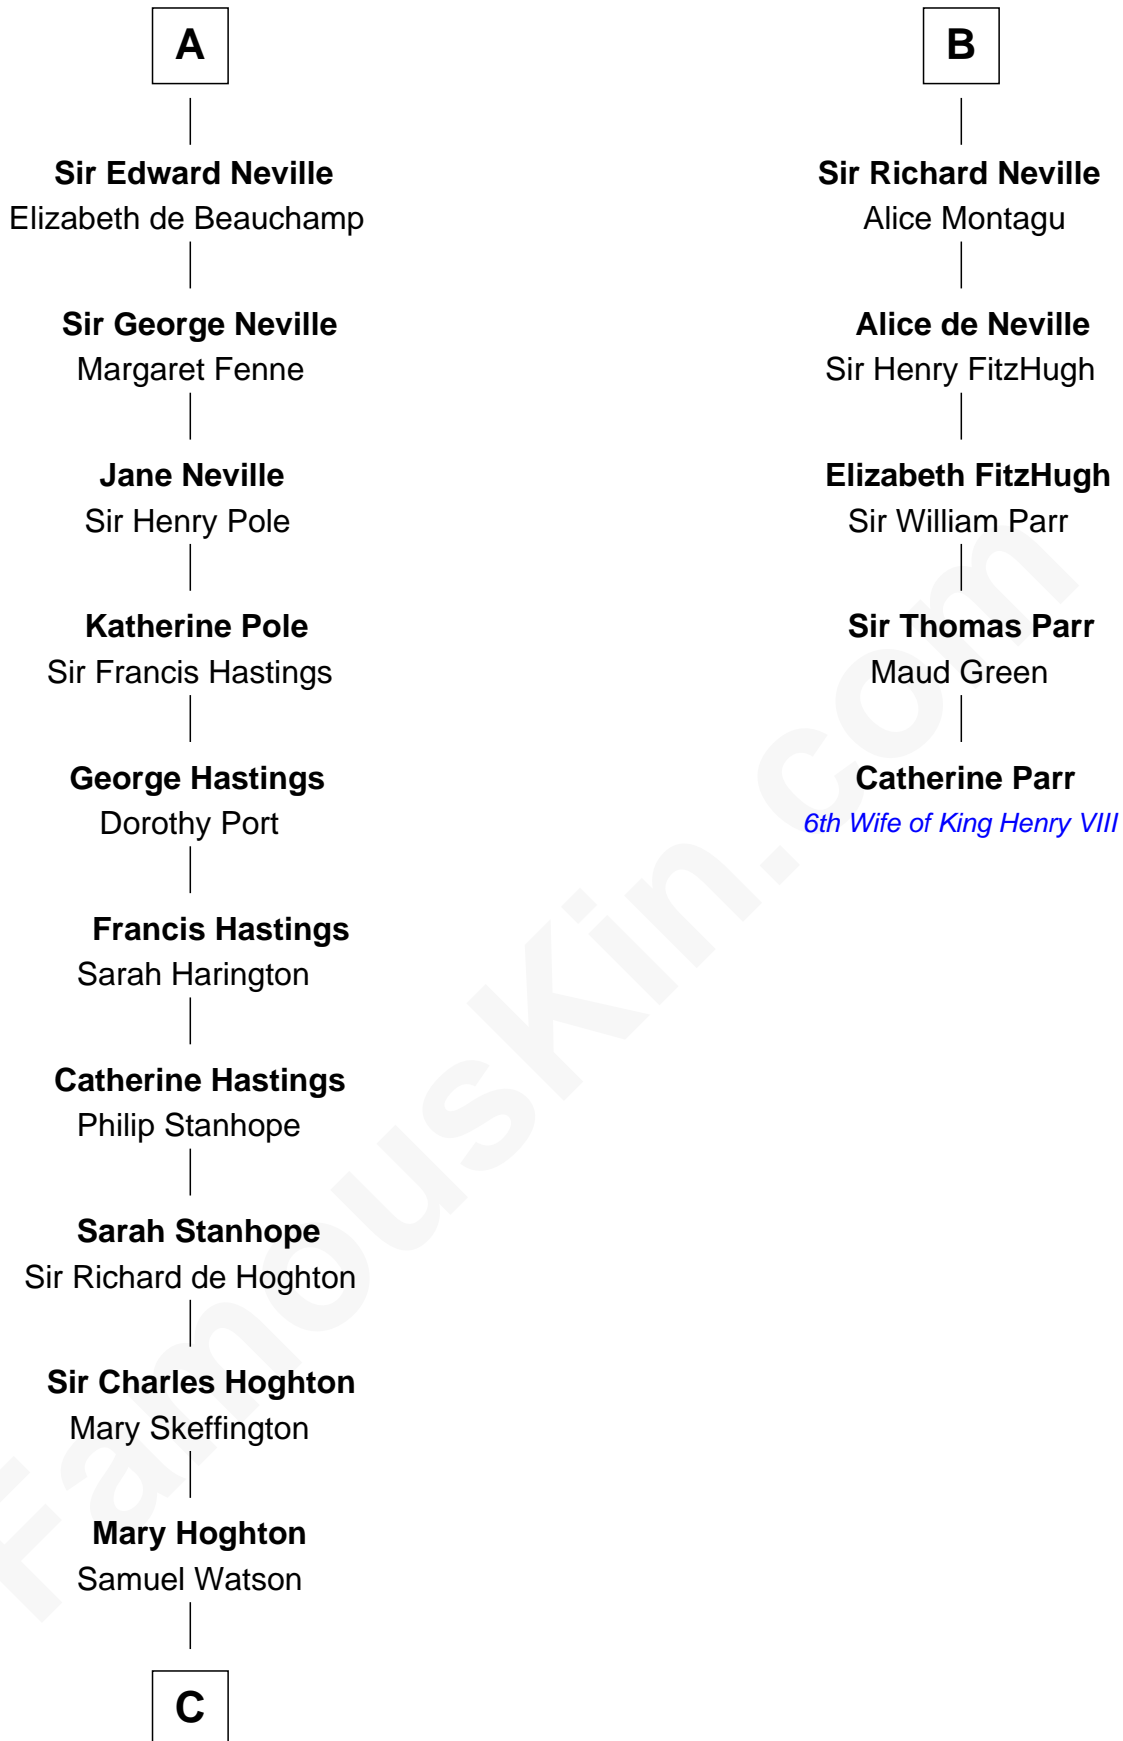 A
Sir Edward Neville
Elizabeth de Beauchamp
Sir George Neville
Margaret Fenne
Jane Neville
Sir Henry Pole
Katherine Pole
Sir Francis Hastings
George Hastings
Dorothy Port
Francis Hastings
Sarah Harington
Catherine Hastings
Philip Stanhope
Sarah Stanhope
Sir Richard de Hoghton
Sir Charles Hoghton
Mary Skeffington
Mary Hoghton
Samuel Watson
C
B
Sir Richard Neville
Alice Montagu
Alice de Neville
Sir Henry FitzHugh
Elizabeth FitzHugh
Sir William Parr
Sir Thomas Parr
Maud Green
Catherine Parr
6th Wife of King Henry VIII
FamousKin.com